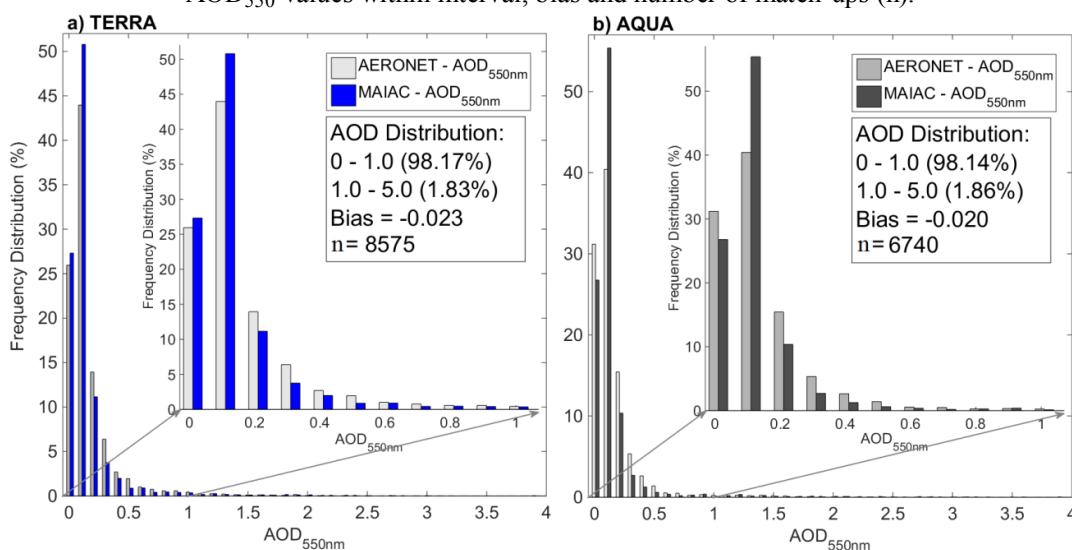 AOD550 values within interval, bias and number of match-ups (n).
a) TERRA
AERONET - AOD550nm
MAIAC - AOD550nm
AOD Distribution:
0 - 1.0 (98.17%)
1.0 - 5.0 (1.83%)
Bias = -0.023
n = 8575
Frequency Distribution (%)
50
45
40
35
30
25
20
15
10
5
0
0 0.2 0.4 0.6 0.8 1
AOD550nm
Frequency Distribution (%)
50
45
40
35
30
25
20
15
10
5
0
0 0.5 1 1.5 2 2.5 3 3.5 4
AOD550nm
b) AQUA
AERONET - AOD550nm
MAIAC - AOD550nm
AOD Distribution:
0 - 1.0 (98.14%)
1.0 - 5.0 (1.86%)
Bias = -0.020
n = 6740
Frequency Distribution (%)
50
40
30
20
10
0
0 0.2 0.4 0.6 0.8 1
AOD550nm
Frequency Distribution (%)
50
40
30
20
10
0
0 0.5 1 1.5 2 2.5 3 3.5 4
AOD550nm